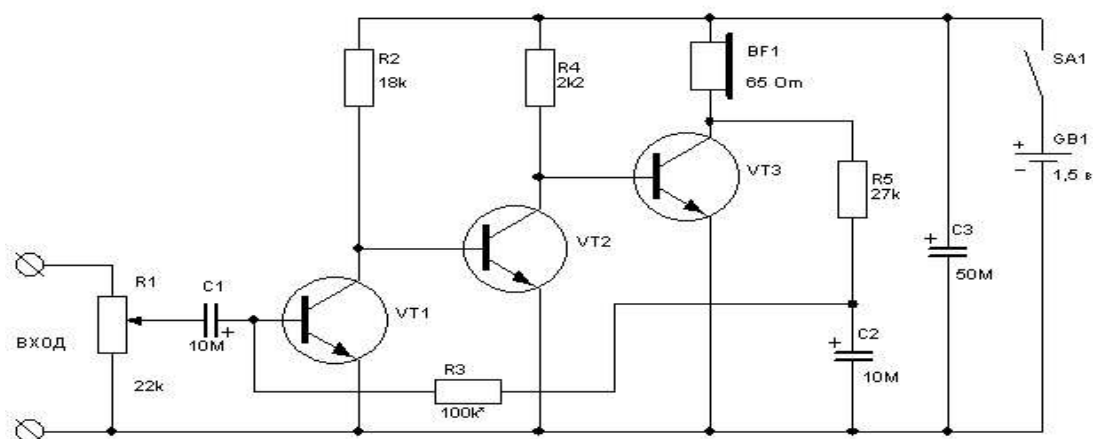 R2
18k
R4
2k2
BF1
65 Om
SA1
+
GB1
−
1,5 в
VT3
R5
27k
VT2
+
C3
50M
R1
C1
+
10M
VT1
ВХОД
22k
R3
100k*
+
C2
10M